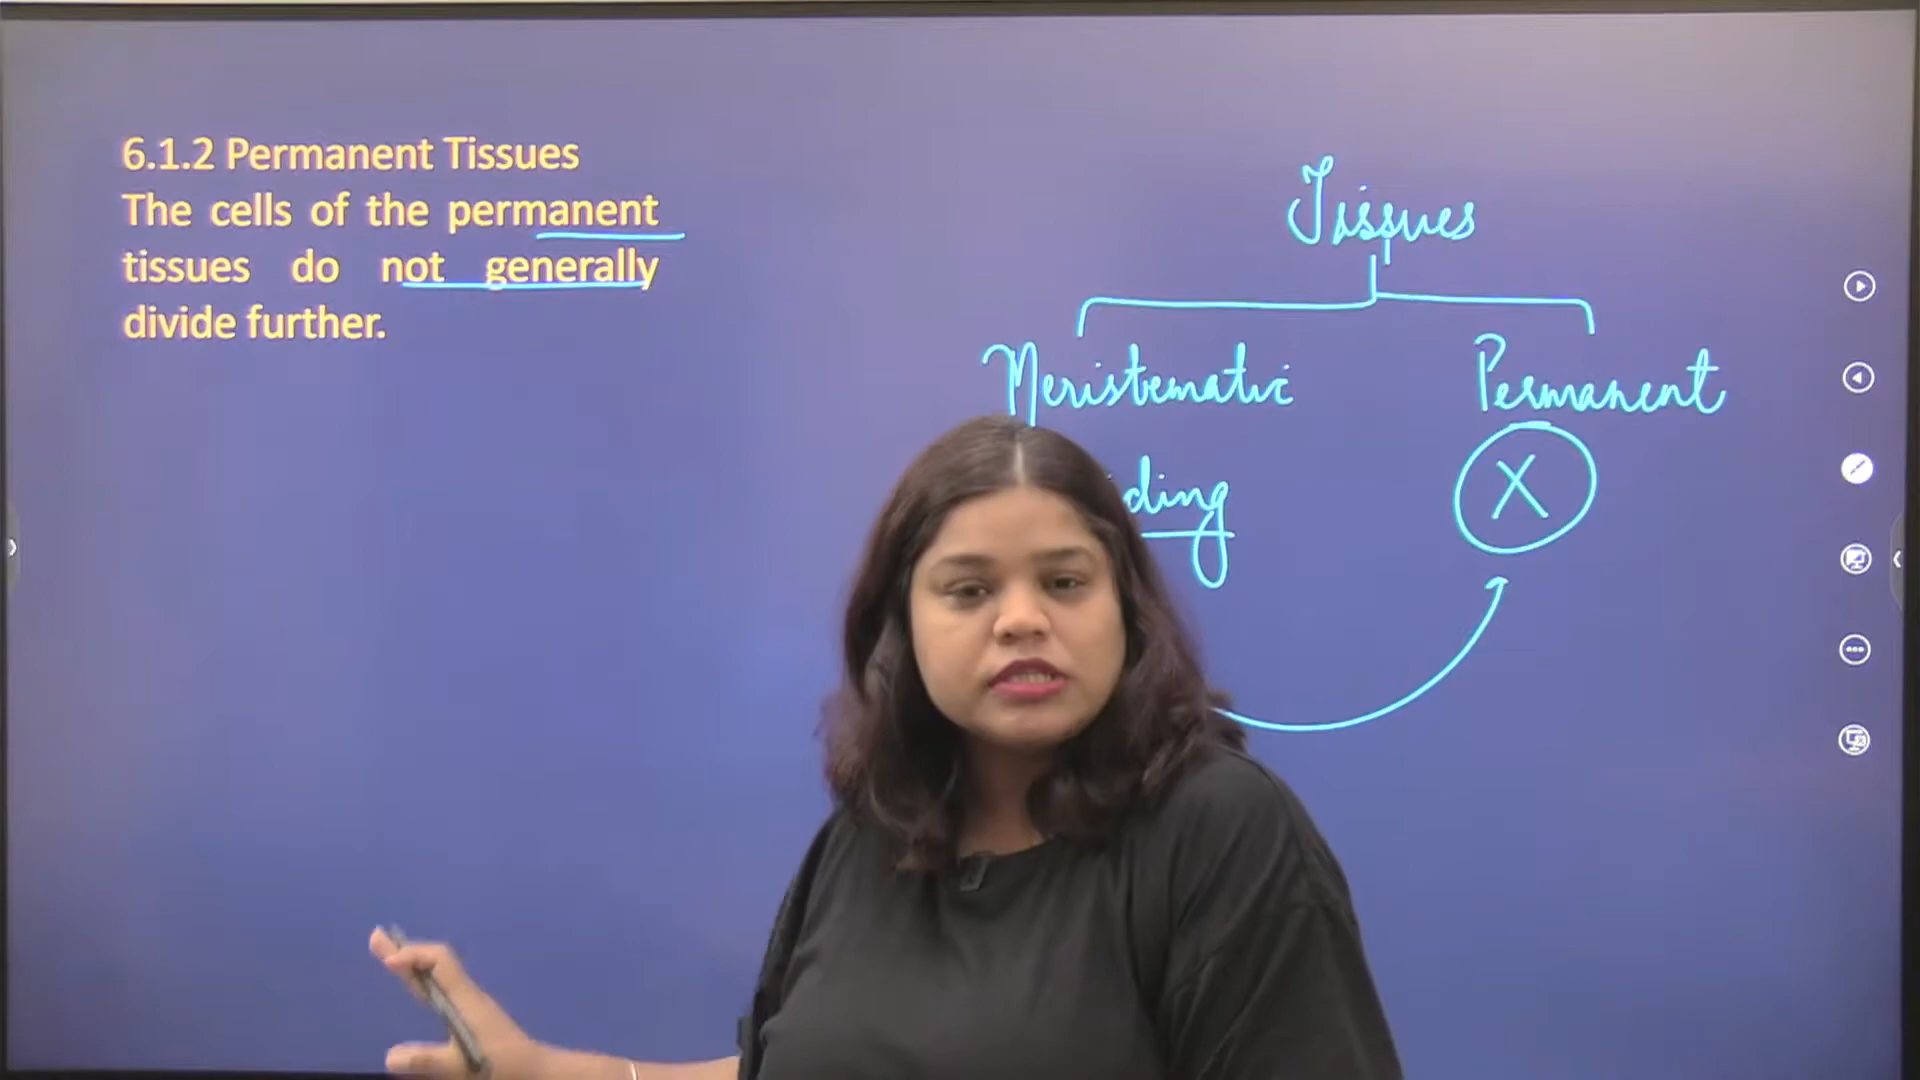 6.1.2 Permanent Tissues
The cells of the permanent
tissues do not generally
divide further.
Tissues
Meristematic
Permanent
iding
X